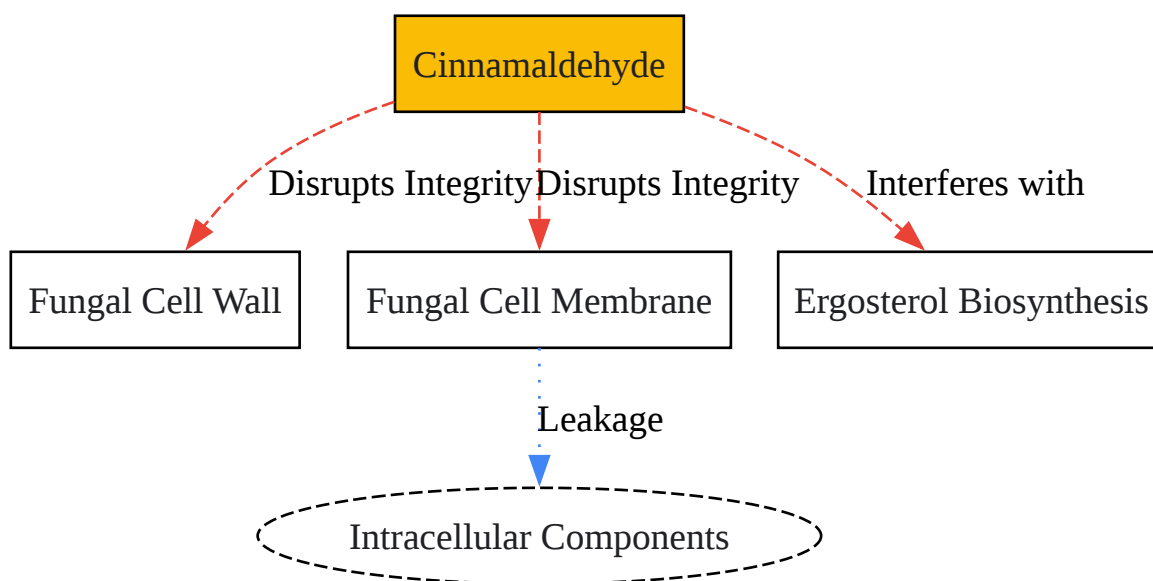 Cinnamaldehyde
Disrupts Integrity
Disrupts Integrity
Interferes with
Fungal Cell Wall
Fungal Cell Membrane
Ergosterol Biosynthesis
Leakage
Intracellular Components